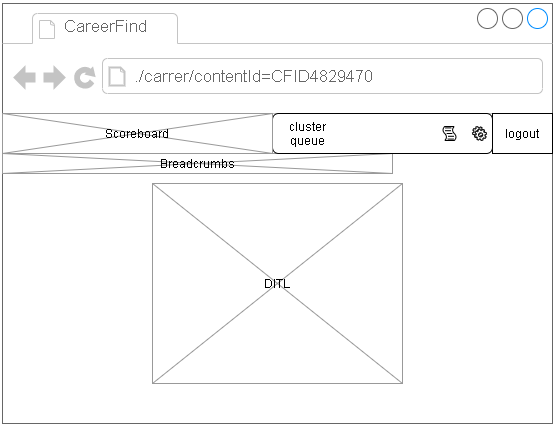 CareerFind
./carrer/contentId=CFID4829470
Scoreboard
cluster
queue
logout
Breadcrumbs
DITL